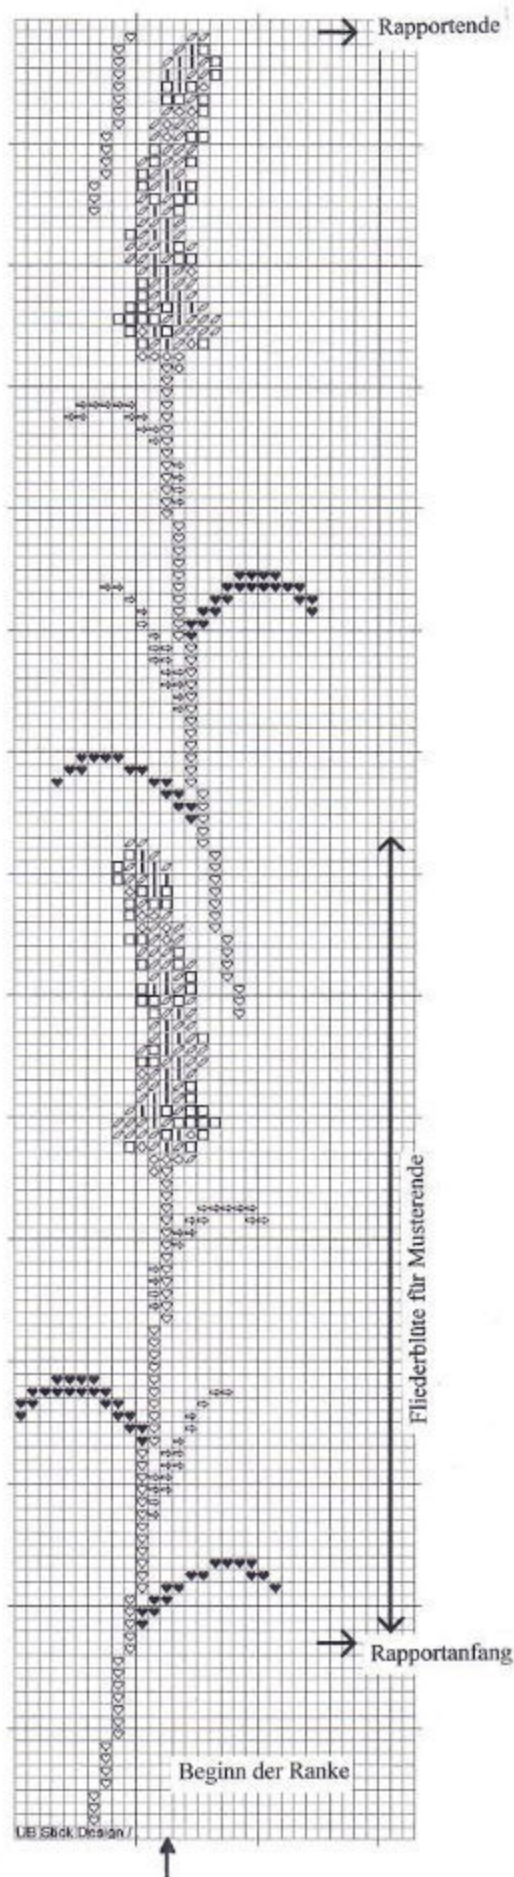 Rapportende
Fliederblüte für Musterende
Rapportanfang
Beginn der Ranke
UB Stick Design /